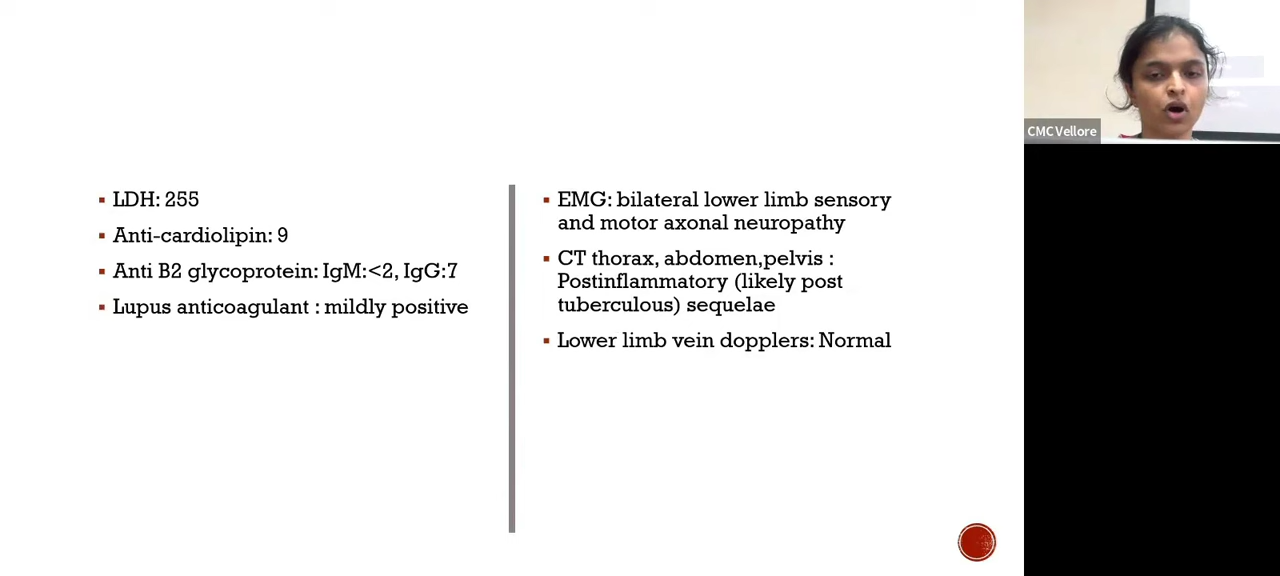 LDH: 255
Anti-cardiolipin: 9
Anti B2 glycoprotein: IgM:<2, IgG:7
Lupus anticoagulant : mildly positive
EMG: bilateral lower limb sensory
and motor axonal neuropathy
CT thorax, abdomen,pelvis :
Postinflammatory (likely post
tuberculous) sequelae
Lower limb vein dopplers: Normal
CMC Vellore